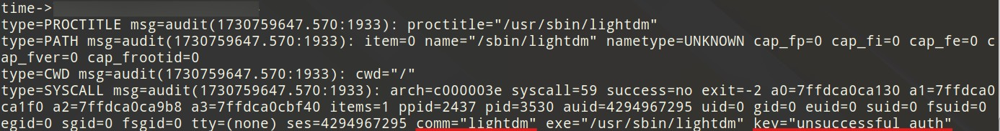 time->
type=PROCTITLE msg=audit(1730759647.570:1933): proctitle="/usr/sbin/lightdm"
type=PATH msg=audit(1730759647.570:1933): item=0 name="/sbin/lightdm" nametype=UNKNOWN cap_fp=0 cap_fi=0 cap_fe=0 c
ap_fver=0 cap_frootid=0
type=CWD msg=audit(1730759647.570:1933): cwd="/"
type=SYSCALL msg=audit(1730759647.570:1933): arch=c000003e syscall=59 success=no exit=-2 a0=7ffdca0ca130 a1=7ffdca0
ca1f0 a2=7ffdca0ca9b8 a3=7ffdca0cbf40 items=1 ppid=2437 pid=3530 auid=4294967295 uid=0 gid=0 euid=0 suid=0 fsuid=0
egid=0 sgid=0 fsgid=0 tty=(none) ses=4294967295 comm="lightdm" exe="/usr/sbin/lightdm" key="unsuccessful_auth"